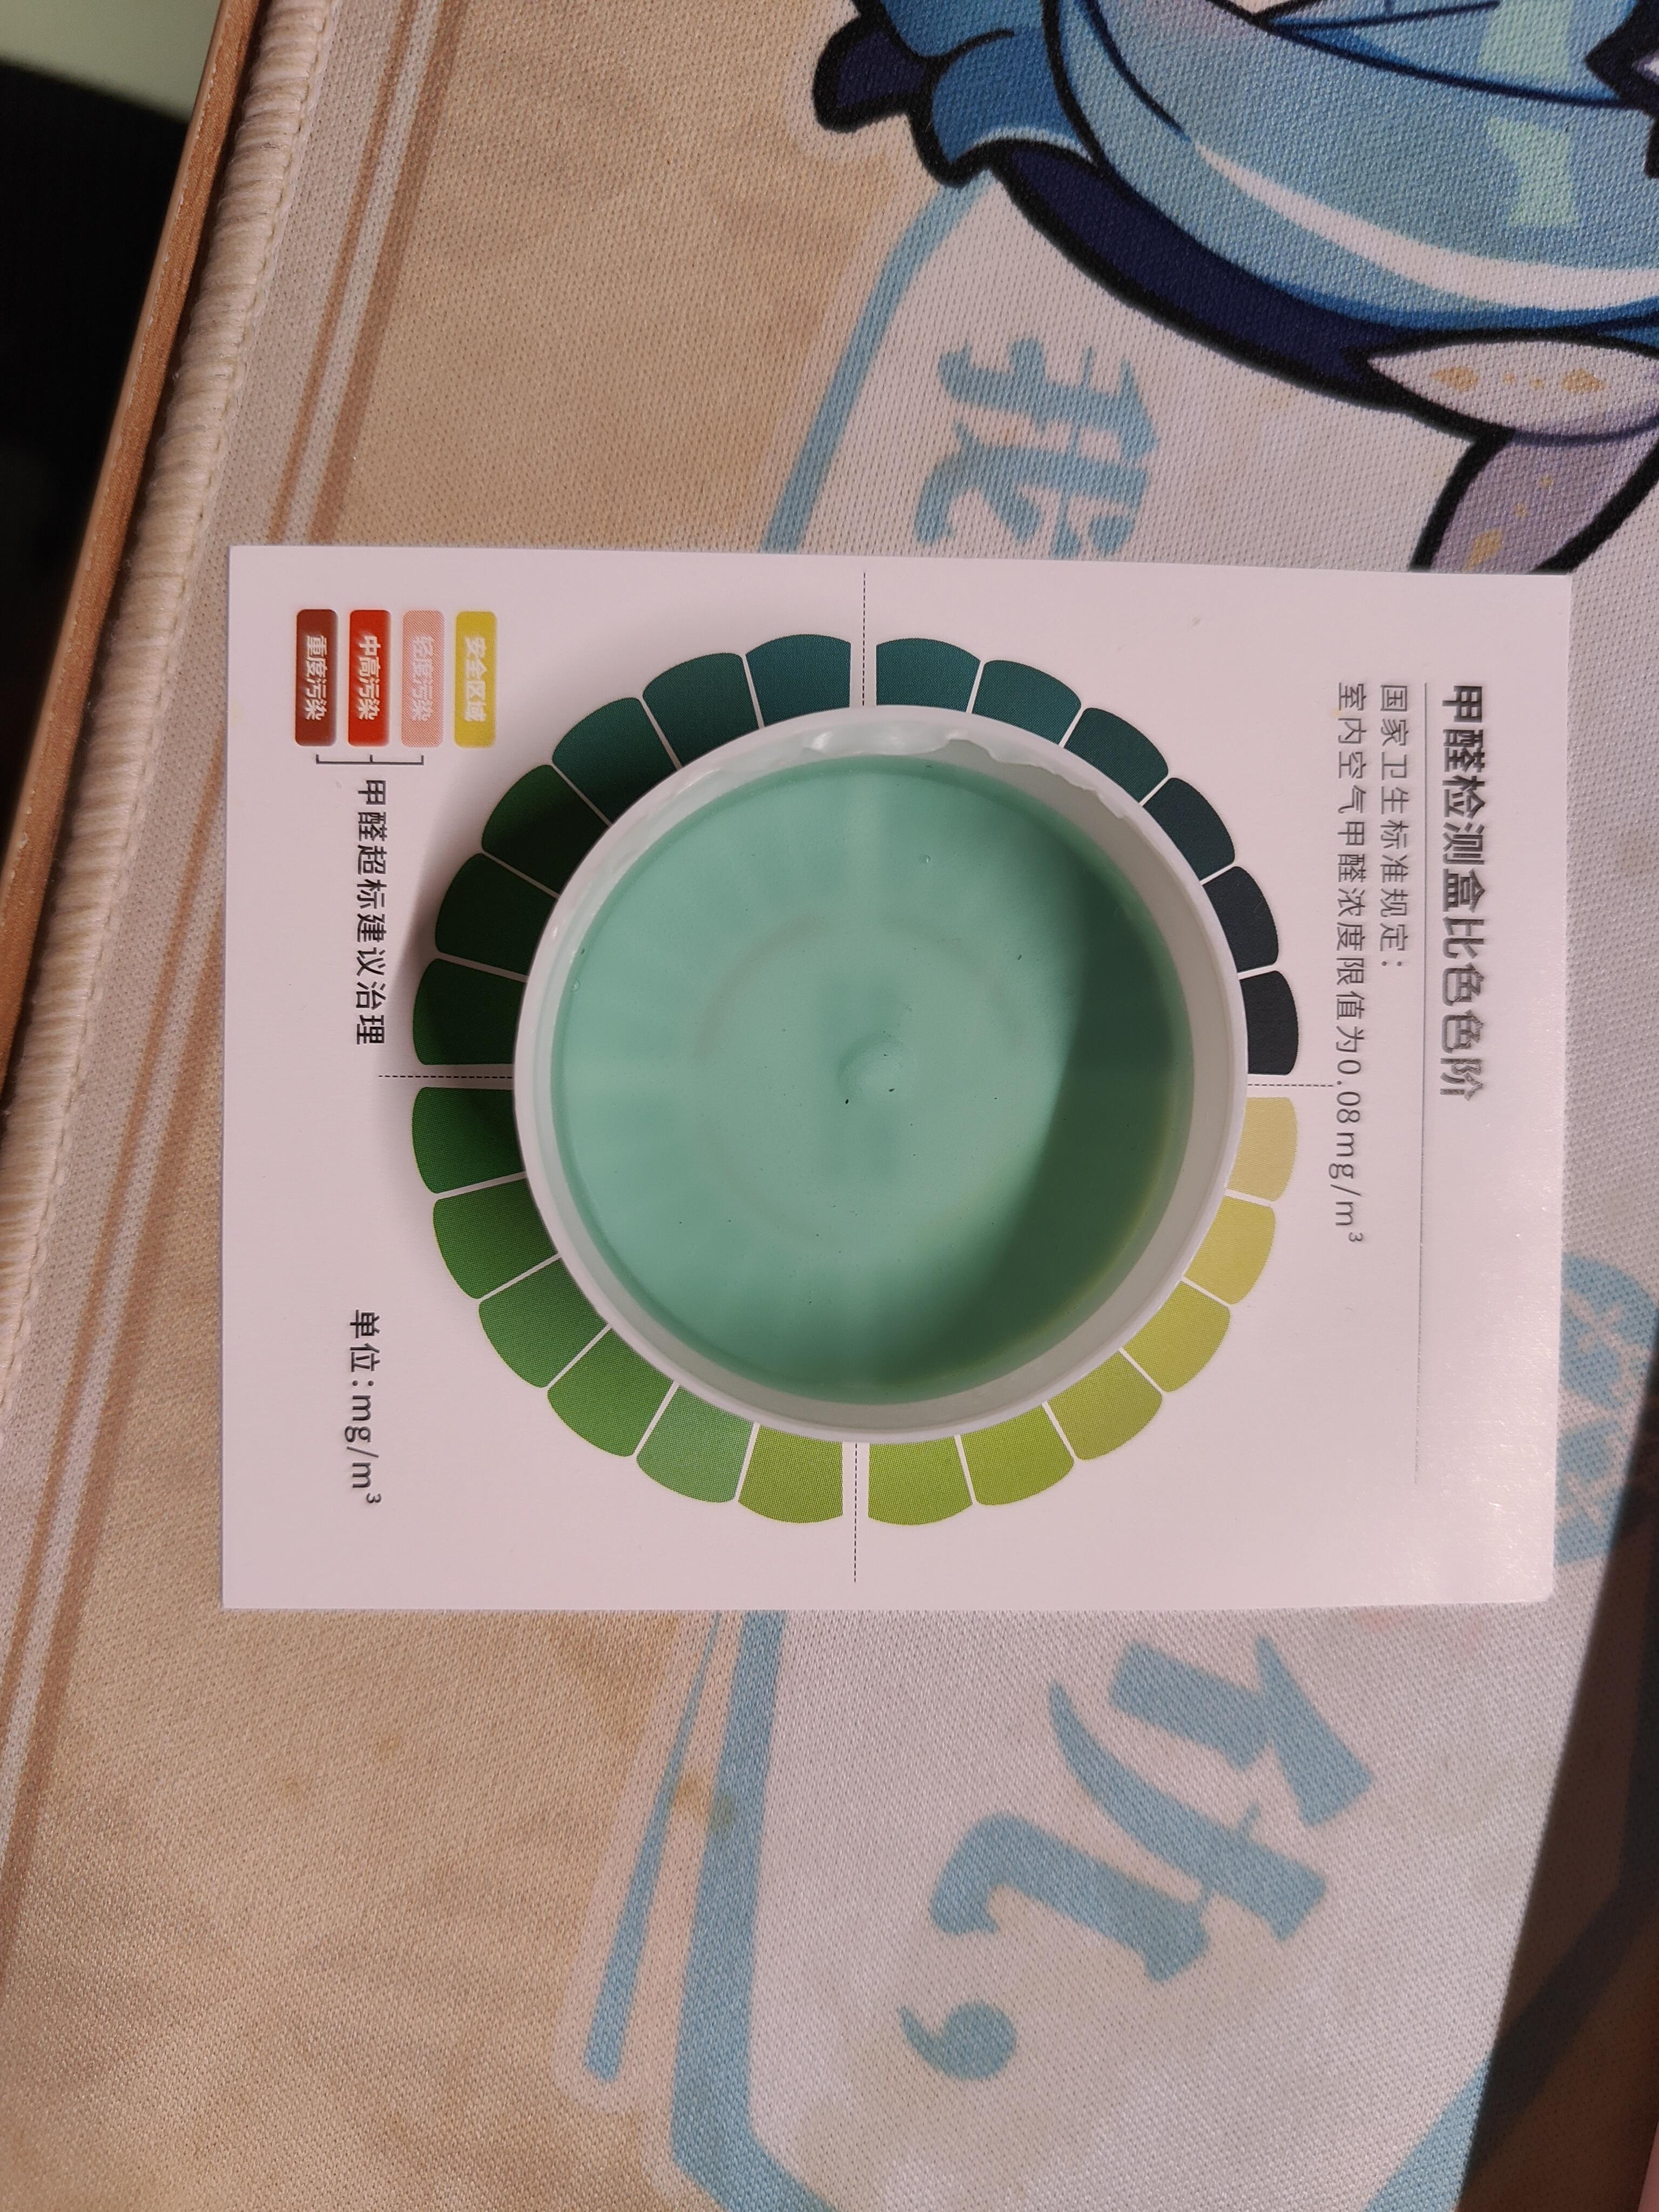 甲醛检测盒比色色阶
国家卫生标准规定：
室内空气甲醛浓度限值为0.08mg/m³
安全区域
轻度污染
中高污染
重度污染
甲醛超标建议治理
单位：mg/m³